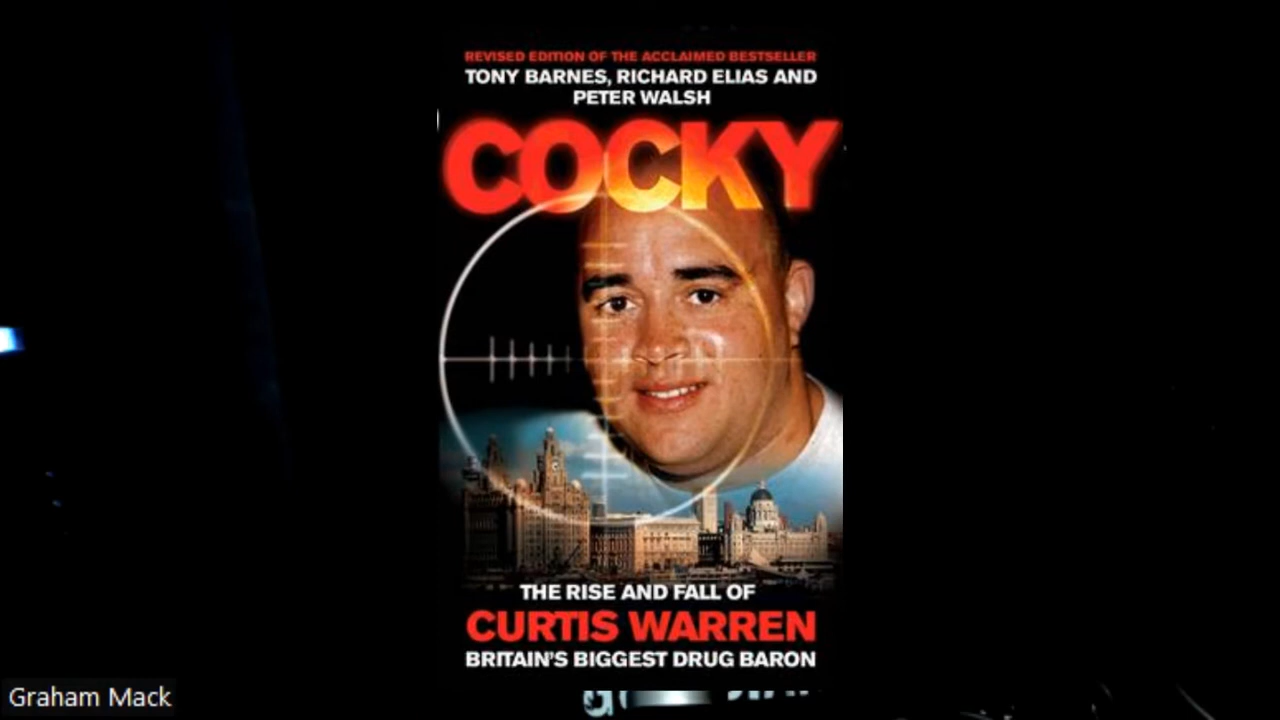 REVISED EDITION OF THE ACCLAIMED BESTSELLER
TONY BARNES, RICHARD ELIAS AND
PETER WALSH
COCKY
THE RISE AND FALL OF
CURTIS WARREN
BRITAIN'S BIGGEST DRUG BARON
Graham Mack